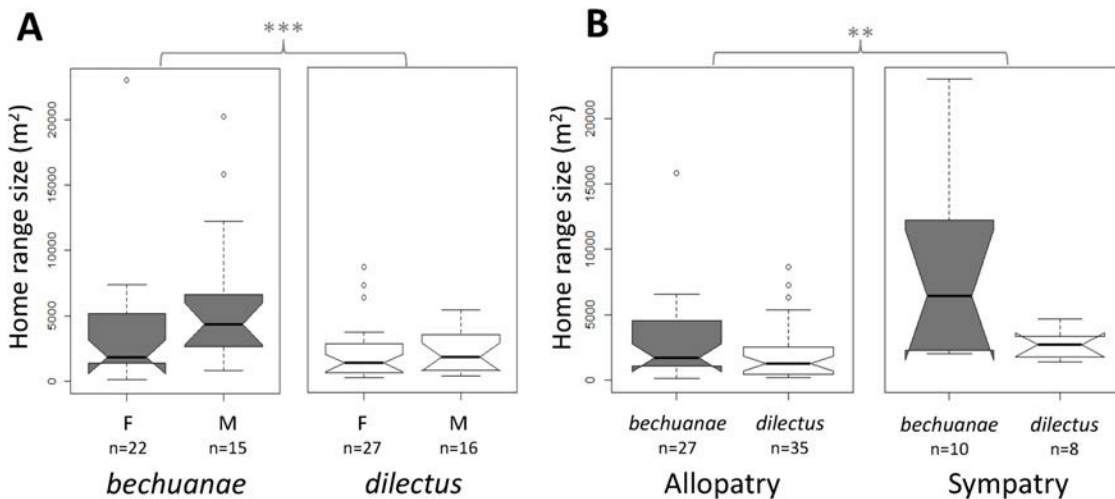 A
***
Home range size (m²)
0 5000 10000 15000 20000
F M F M
n=22 n=15 n=27 n=16
bechuanae dilectus
B
**
Home range size (m²)
0 5000 10000 15000 20000
bechuanae dilectus bechuanae dilectus
n=27 n=35 n=10 n=8
Allopatry Sympatry